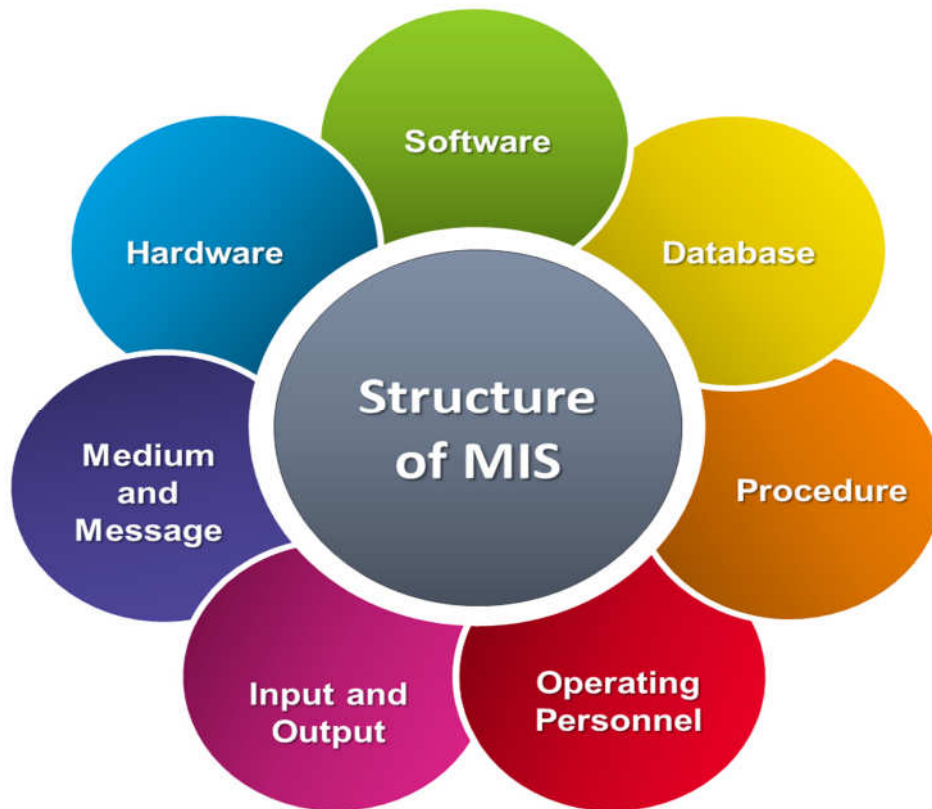 Software
Database
Procedure
Operating
Personnel
Input and
Output
Medium
and
Message
Hardware
Structure
of MIS